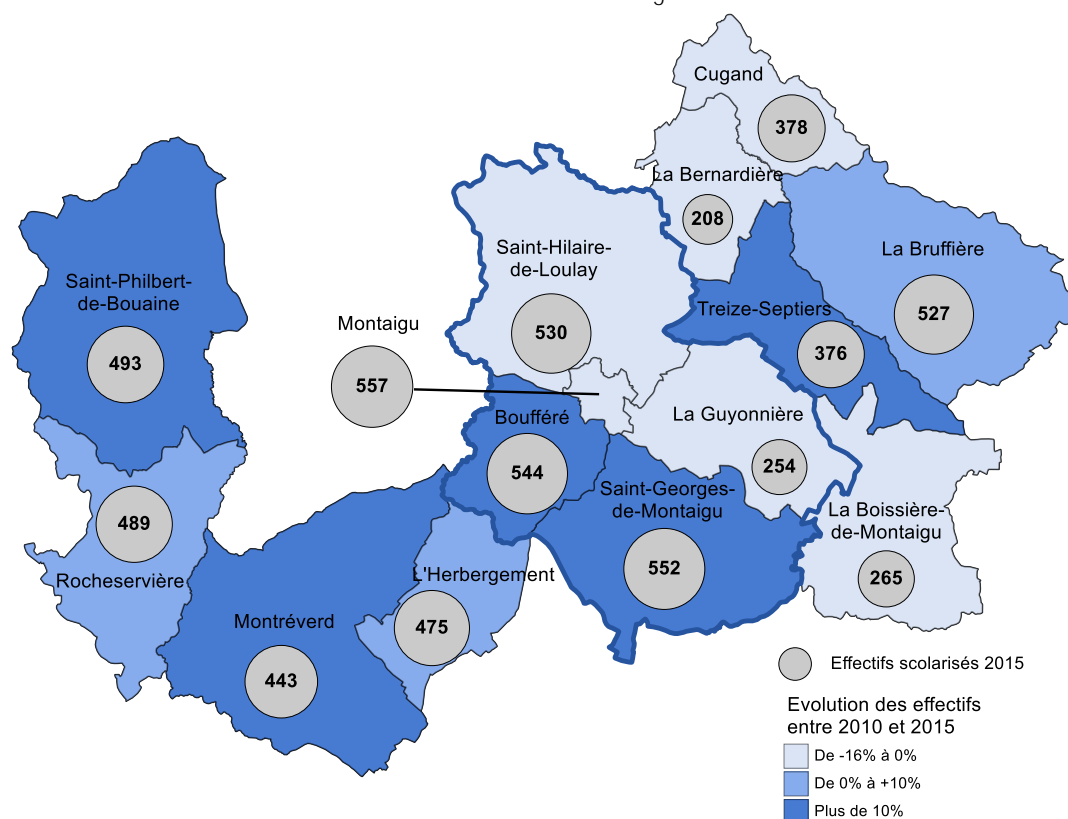 Cugand
378
La Bernardière
208
Saint-Hilaire-
de-Loulay
530
La Bruffière
527
Saint-Philbert-
de-Bouaine
493
Treize-Septiers
376
Montaigu
557
La Guyonnière
254
Boufféré
544
Saint-Georges-
de-Montaigu
552
La Boissière-
de-Montaigu
265
489
Rocheservière
L'Herbergement
475
Montréverd
443
Effectifs scolarisés 2015
Evolution des effectifs
entre 2010 et 2015
De -16% à 0%
De 0% à +10%
Plus de 10%